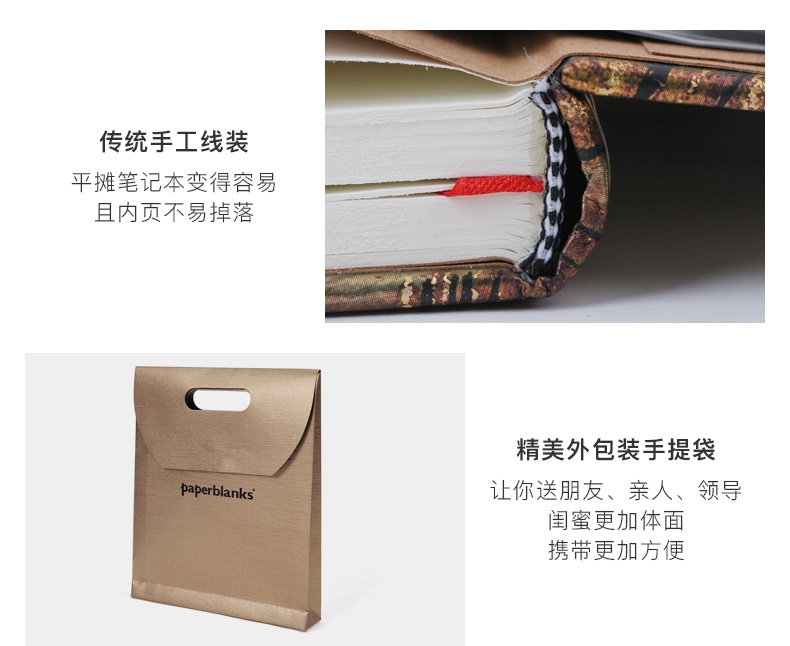 传统手工线装
平摊笔记本变得容易
且内页不易掉落
paperblanks
精美外包装手提袋
让你送朋友、亲人、领导
闺蜜更加体面
携带更加方便